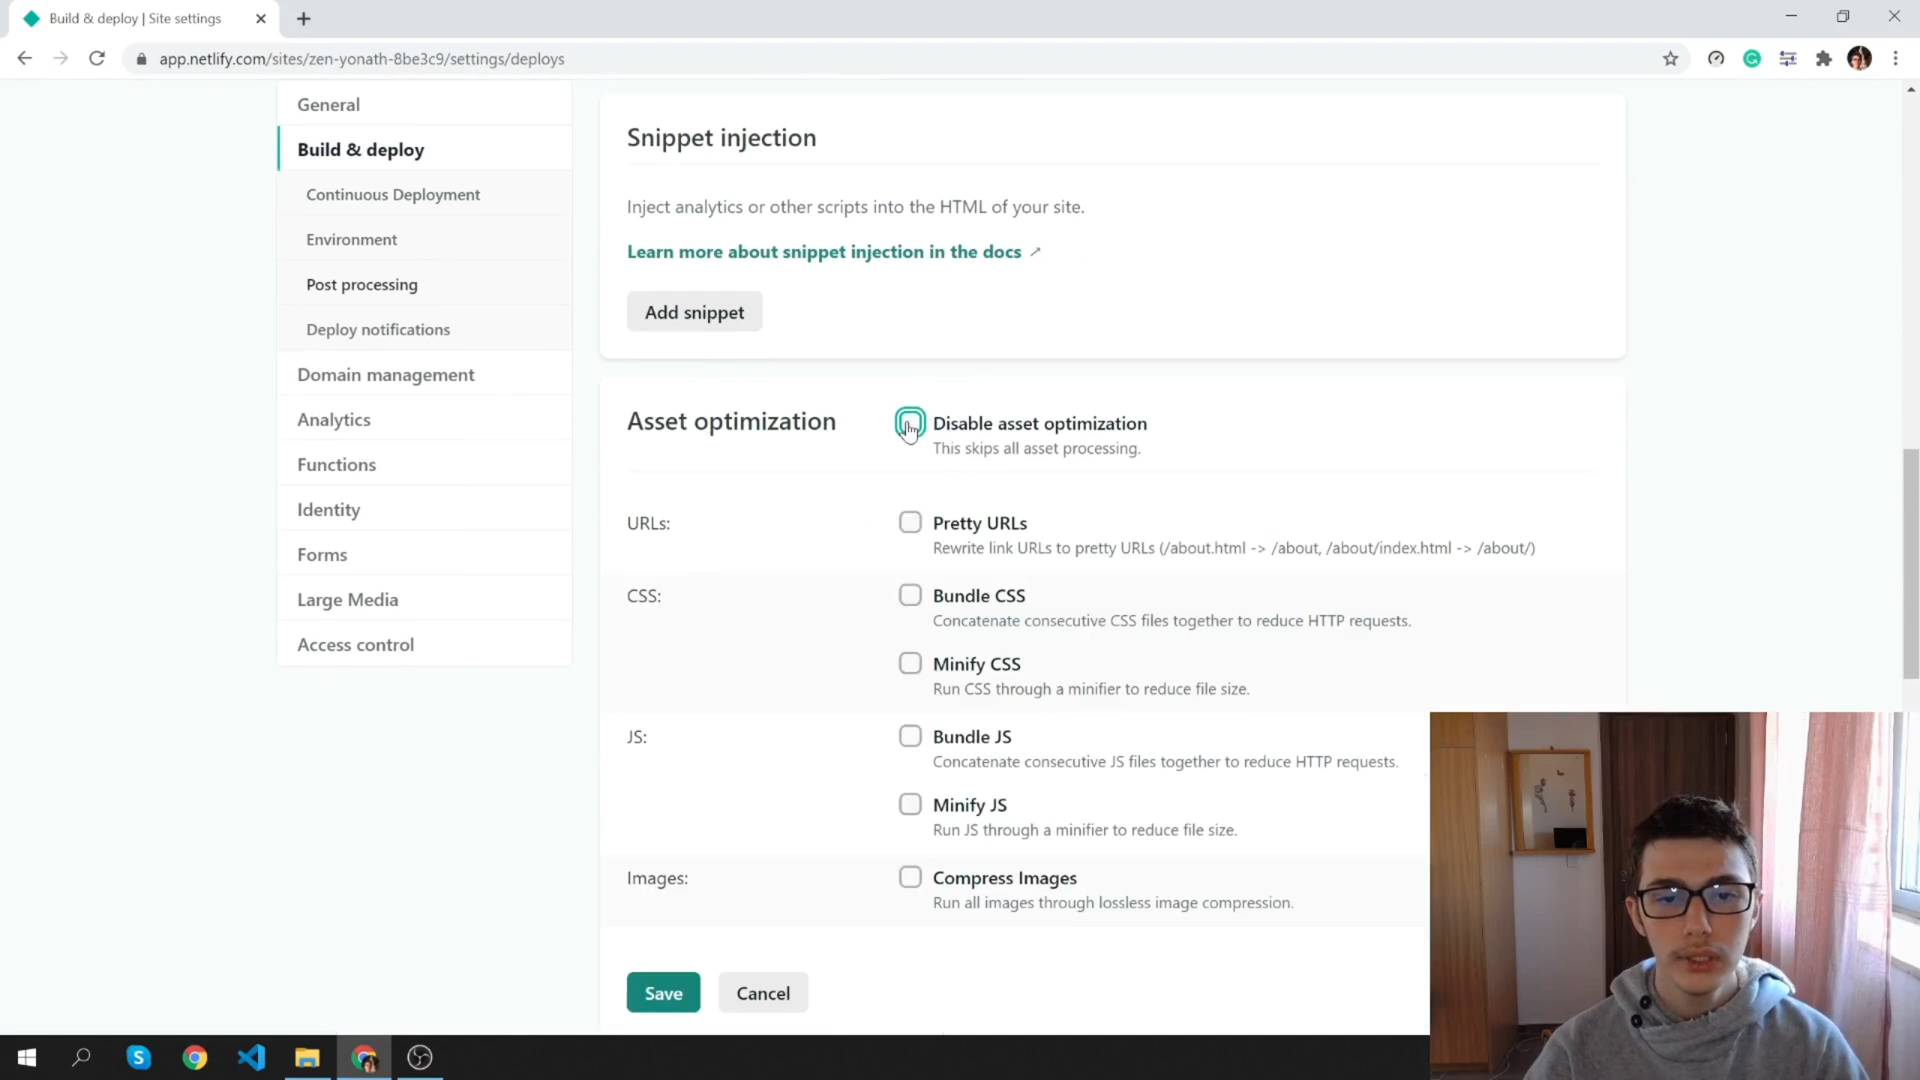 Build & deploy | Site settings
app.netlify.com/sites/zen-yonath-8be3c9/settings/deploys
General
Build & deploy
Continuous Deployment
Environment
Post processing
Deploy notifications
Domain management
Analytics
Functions
Identity
Forms
Large Media
Access control
Snippet injection
Inject analytics or other scripts into the HTML of your site.
Learn more about snippet injection in the docs
Add snippet
Asset optimization
Disable asset optimization
This skips all asset processing.
URLs:
Pretty URLs
Rewrite link URLs to pretty URLs (/about.html -> /about, /about/index.html -> /about/)
CSS:
Bundle CSS
Concatenate consecutive CSS files together to reduce HTTP requests.
Minify CSS
Run CSS through a minifier to reduce file size.
JS:
Bundle JS
Concatenate consecutive JS files together to reduce HTTP requests.
Minify JS
Run JS through a minifier to reduce file size.
Images:
Compress Images
Run all images through lossless image compression.
Save
Cancel